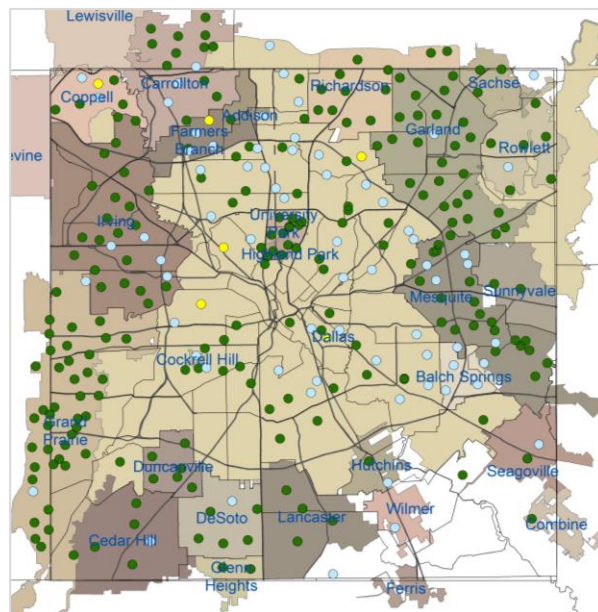 Lewisville
Coppell
Carrollton
Addison
Richardson
Sachse
Farmers
Branch
Garland
Rowlett
evine
Irving
University
Park
Highland Park
Mesquite
Sunnyvale
Dallas
Cockrell Hill
Balch Springs
Grand
Prairie
Duncanville
Hutchins
Seagoville
DeSoto
Lancaster
Wilmer
Combine
Cedar Hill
Glenn
Heights
Ferris